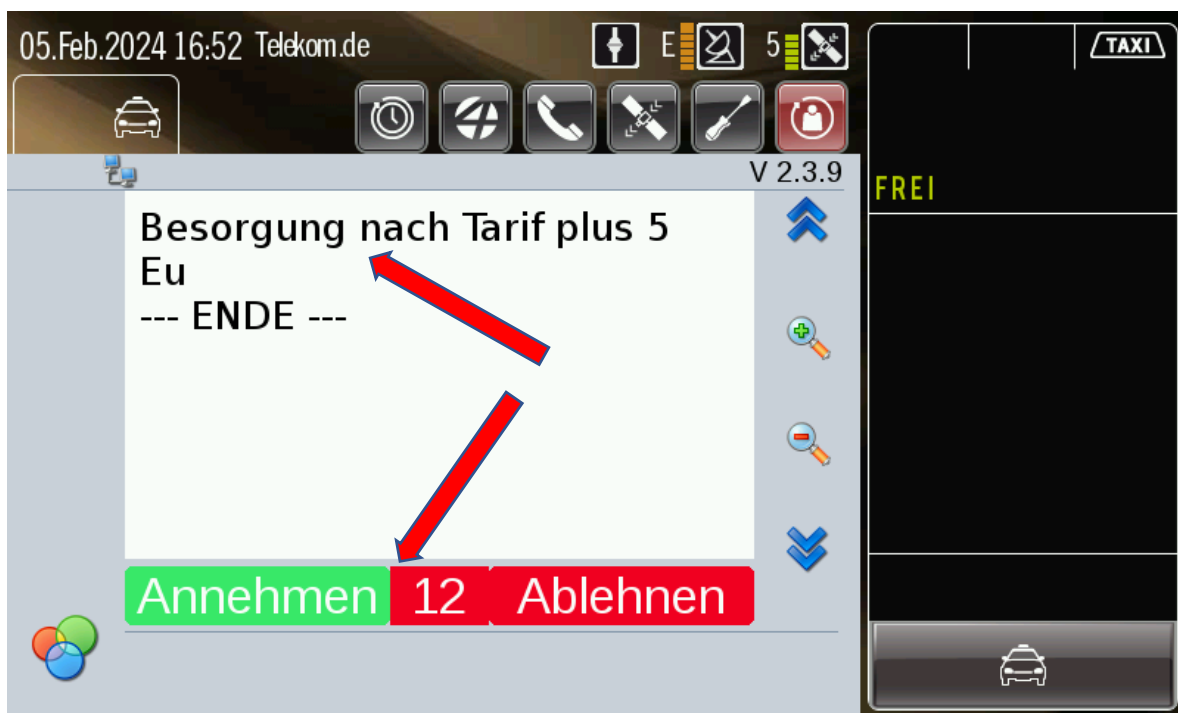 05.Feb.2024 16:52 Telekom.de E 5 TAXI
V 2.3.9
FREI
Besorgung nach Tarif plus 5
Eu
--- ENDE ---
Annehmen 12 Ablehnen